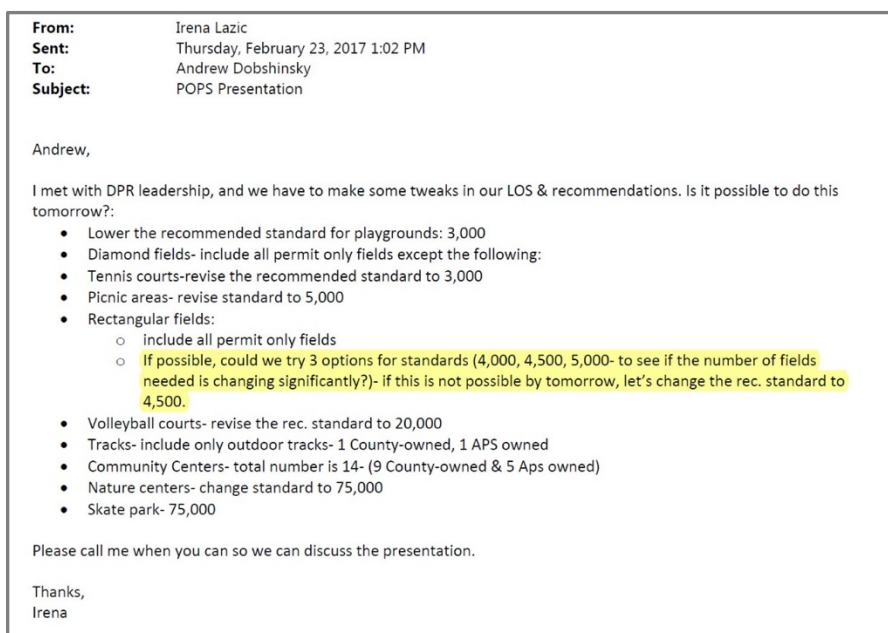 From: Irena Lazic
Sent: Thursday, February 23, 2017 1:02 PM
To: Andrew Dobshinsky
Subject: POPS Presentation
Andrew,
I met with DPR leadership, and we have to make some tweaks in our LOS & recommendations. Is it possible to do this
tomorrow?:
• Lower the recommended standard for playgrounds: 3,000
• Diamond fields- include all permit only fields except the following:
• Tennis courts-revise the recommended standard to 3,000
• Picnic areas- revise standard to 5,000
• Rectangular fields:
o include all permit only fields
o If possible, could we try 3 options for standards (4,000, 4,500, 5,000- to see if the number of fields
needed is changing significantly?)- if this is not possible by tomorrow, let's change the rec. standard to
4,500.
• Volleyball courts- revise the rec. standard to 20,000
• Tracks- include only outdoor tracks- 1 County-owned, 1 APS owned
• Community Centers- total number is 14- (9 County-owned & 5 Aps owned)
• Nature centers- change standard to 75,000
• Skate park- 75,000
Please call me when you can so we can discuss the presentation.
Thanks,
Irena